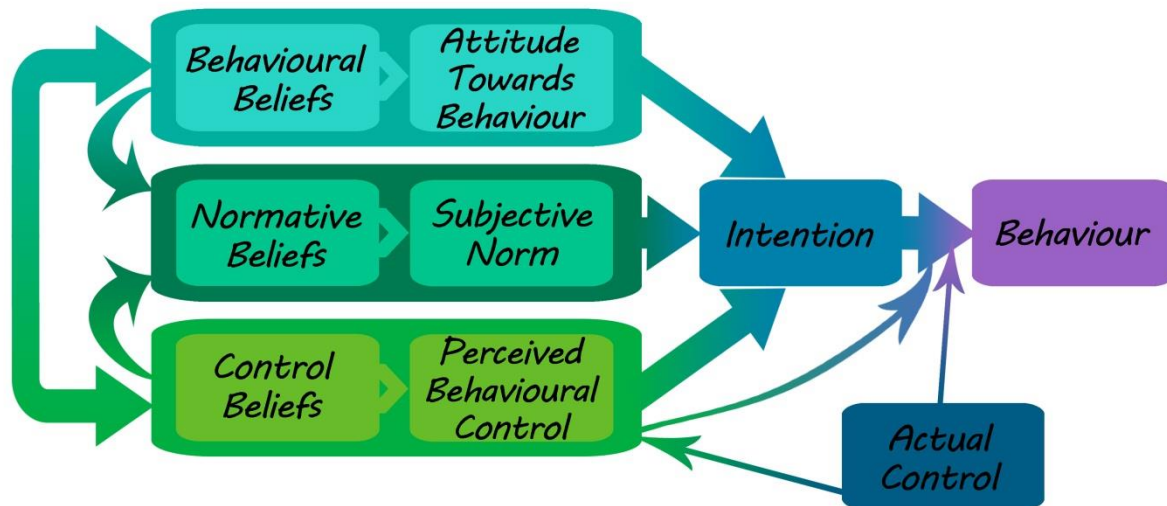 Behavioural
Beliefs
Attitude
Towards
Behaviour
Normative
Beliefs
Subjective
Norm
Intention
Behaviour
Control
Beliefs
Perceived
Behavioural
Control
Actual
Control